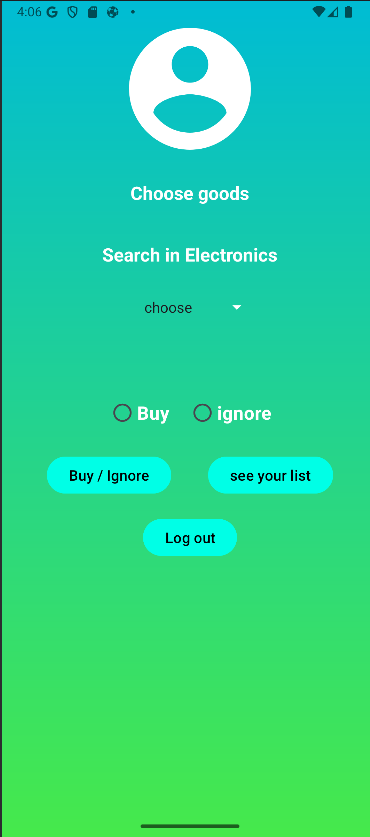 4:06
Choose goods
Search in Electronics
choose
Buy ignore
Buy / Ignore see your list
Log out